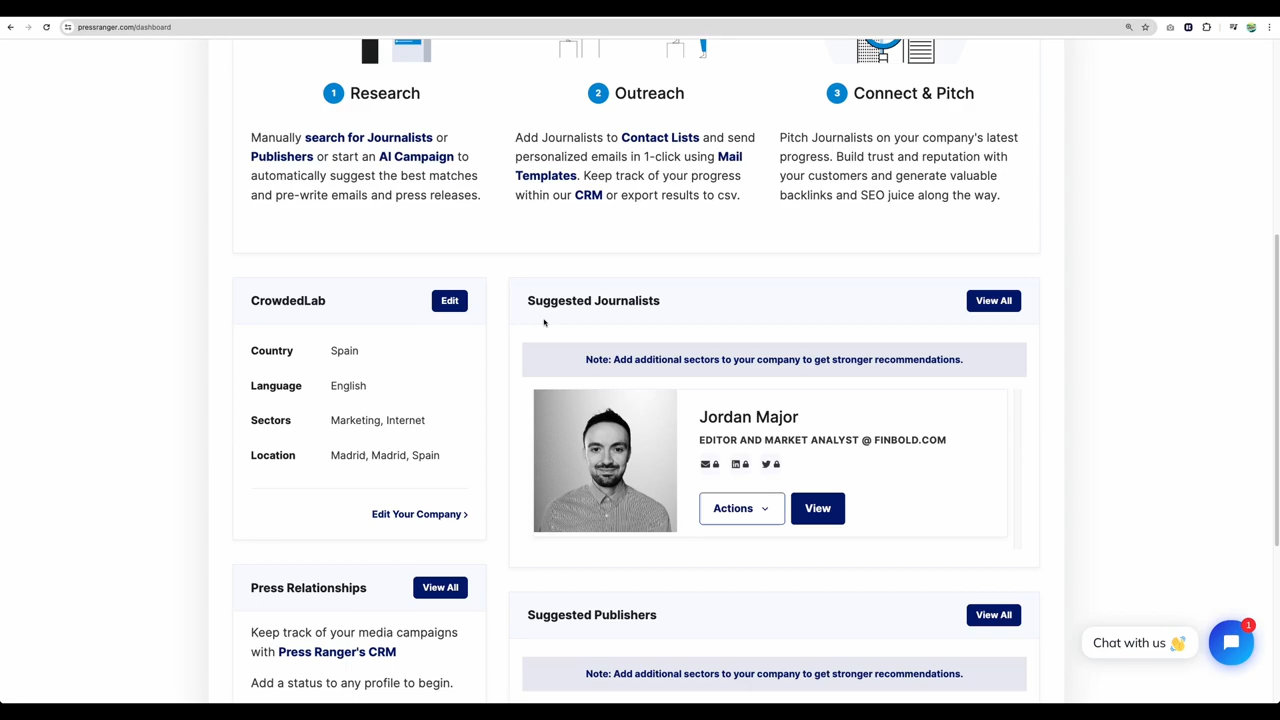 pressranger.com/dashboard
1 Research
Manually search for Journalists or
Publishers or start an AI Campaign to
automatically suggest the best matches
and pre-write emails and press releases.
2 Outreach
Add Journalists to Contact Lists and send
personalized emails in 1-click using Mail
Templates. Keep track of your progress
within our CRM or export results to csv.
3 Connect & Pitch
Pitch Journalists on your company's latest
progress. Build trust and reputation with
your customers and generate valuable
backlinks and SEO juice along the way.
CrowdedLab Edit
Country Spain
Language English
Sectors Marketing, Internet
Location Madrid, Madrid, Spain
Edit Your Company >
Suggested Journalists View All
Note: Add additional sectors to your company to get stronger recommendations.
Jordan Major
EDITOR AND MARKET ANALYST @ FINBOLD.COM
Actions View
Press Relationships View All
Keep track of your media campaigns
with Press Ranger's CRM
Add a status to any profile to begin.
Suggested Publishers View All
Note: Add additional sectors to your company to get stronger recommendations.
Chat with us 👋
1